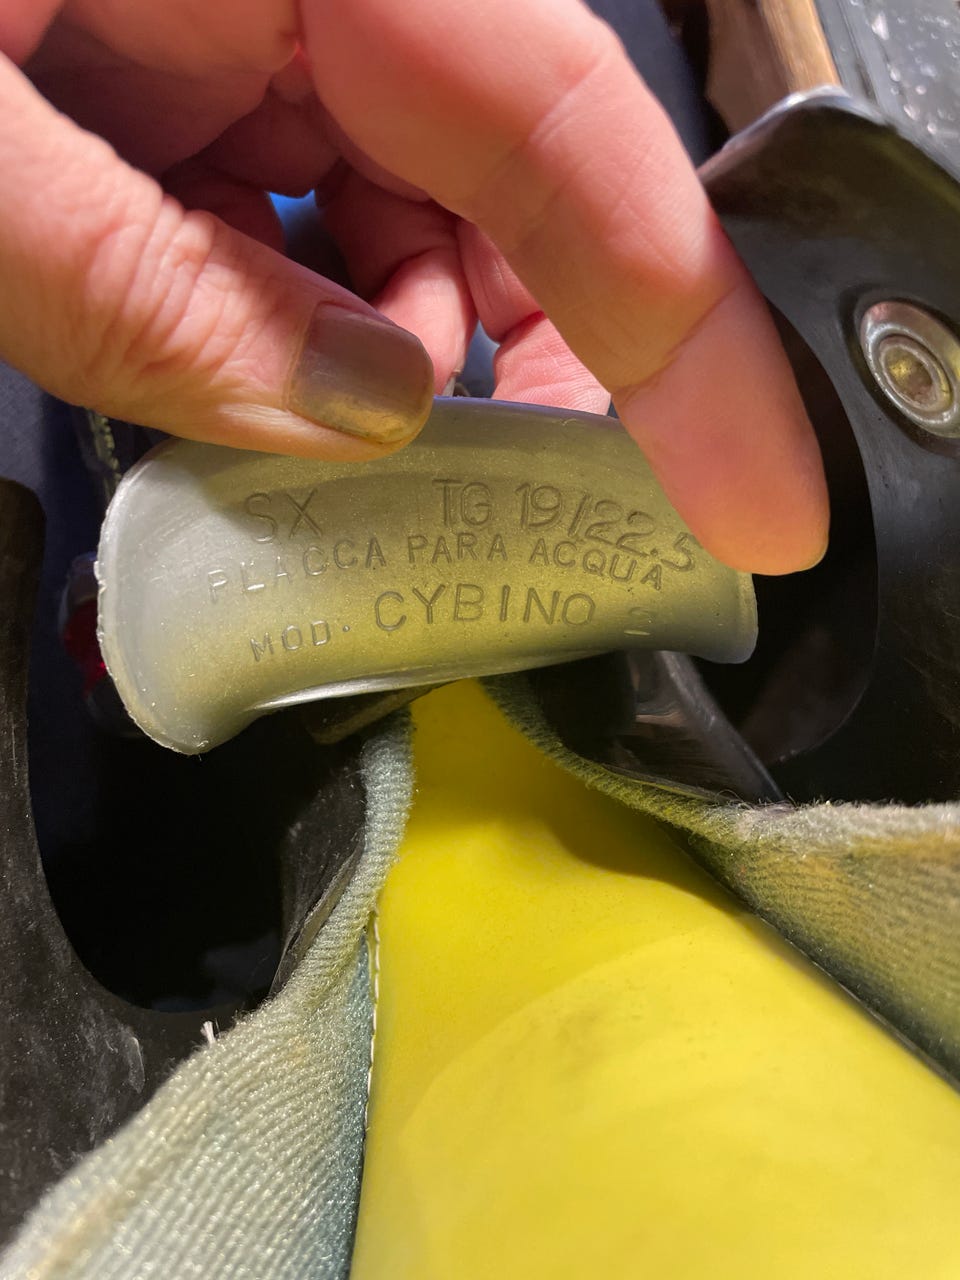 SX TG 19/22.5
PLACCA PARA ACQUA
MOD. CYBINO